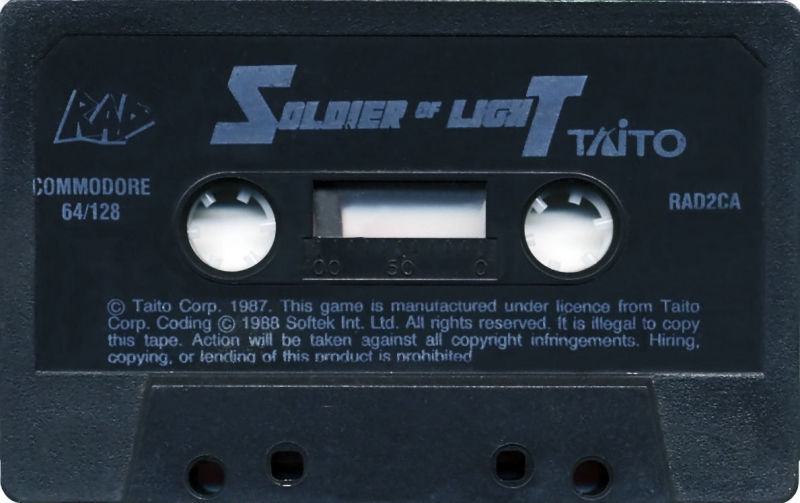 RAD
SOLDIER OF LIGHT
TAITO
COMMODORE
64/128
RAD2CA
100 50 0
© Taito Corp. 1987. This game is manufactured under licence from Taito
Corp. Coding © 1988 Softek Int. Ltd. All rights reserved. It is illegal to copy
this tape. Action will be taken against all copyright infringements. Hiring,
copying, or lending of this product is prohibited